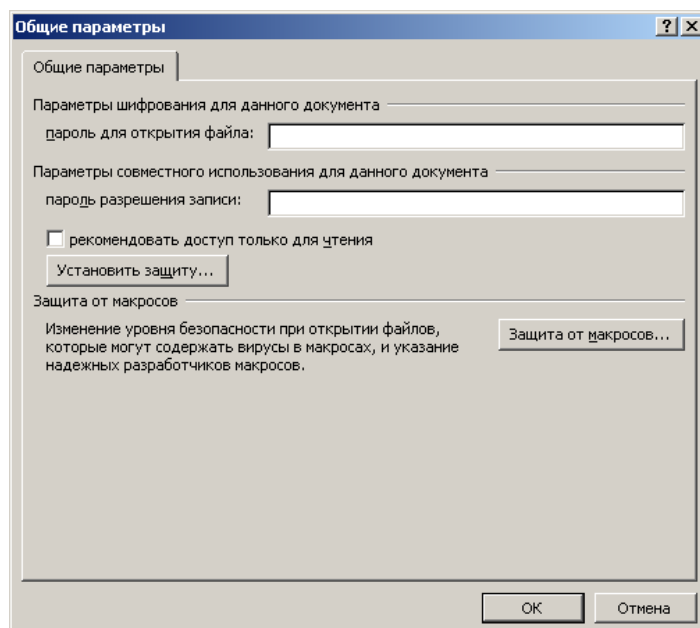 Общие параметры
Общие параметры
Параметры шифрования для данного документа
пароль для открытия файла:
Параметры совместного использования для данного документа
пароль разрешения записи:
рекомендовать доступ только для чтения
Установить защиту...
Защита от макросов
Изменение уровня безопасности при открытии файлов,
которые могут содержать вирусы в макросах, и указание
надежных разработчиков макросов.
Защита от макросов...
ОК
Отмена